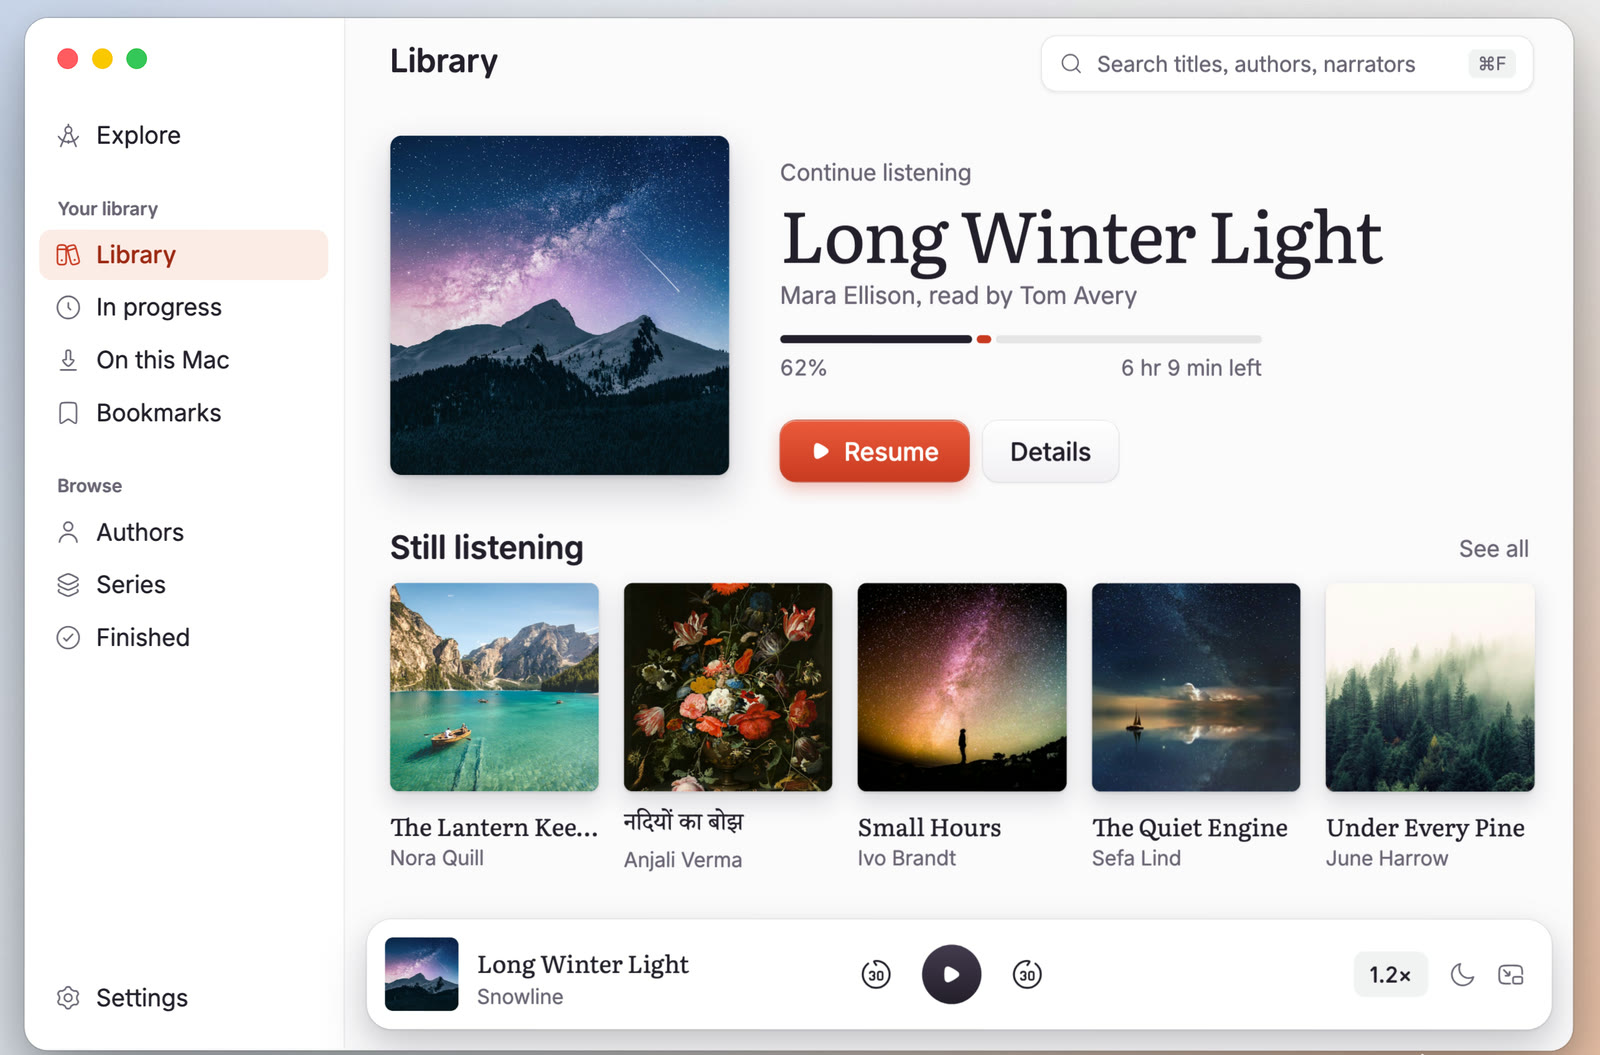 Library
Search titles, authors, narrators
⌘F
Explore
Your library
Library
In progress
On this Mac
Bookmarks
Browse
Authors
Series
Finished
Settings
Continue listening
Long Winter Light
Mara Ellison, read by Tom Avery
62%
6 hr 9 min left
Resume
Details
Still listening
See all
The Lantern Kee...
Nora Quill
नदियों का बोझ
Anjali Verma
Small Hours
Ivo Brandt
The Quiet Engine
Sefa Lind
Under Every Pine
June Harrow
Long Winter Light
Snowline
30
30
1.2×